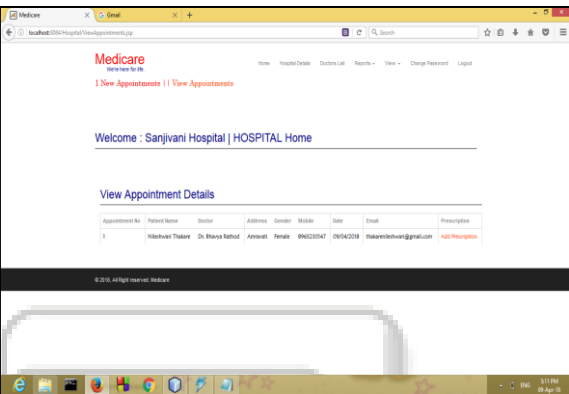 Medicare
Gmail
localhost:8084/Hospital/ViewAppointments.jsp
Search
Medicare
We're here for life.
Home Hospital Details Doctors List Reports View Change Password Logout
1 New Appointments || View Appointments
Welcome : Sanjivani Hospital | HOSPITAL Home
View Appointment Details
Appointment No Patient Name Doctor Address Gender Mobile Date Email Prescription
1 Nileshwari Thakare Dr. Bhavya Rathod Amravati Female 8965230147 09/04/2018 thakarenileshwari@gmail.com Add Prescription
© 2018, All Right reserved, Medicare
ENG 5:11 PM
09-Apr-18